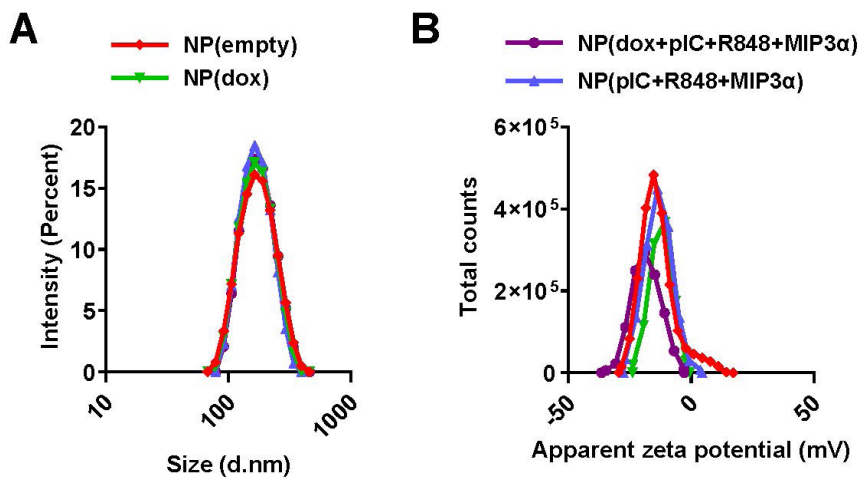 A
NP(empty)
NP(dox)
20
15
10
5
0
10
100
1000
Intensity (Percent)
Size (d.nm)
B
NP(dox+pIC+R848+MIP3α)
NP(pIC+R848+MIP3α)
6×10⁵
4×10⁵
2×10⁵
0
-50
0
50
Total counts
Apparent zeta potential (mV)